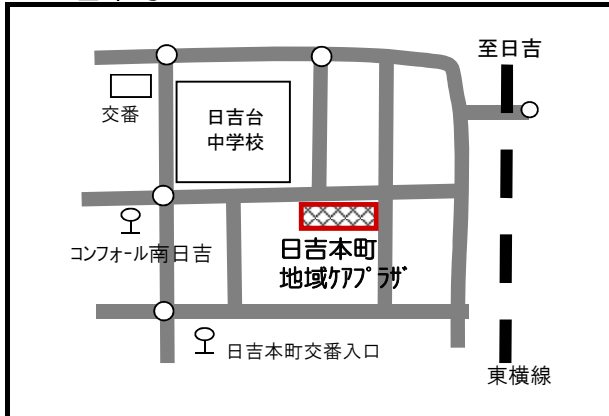 至日吉
交番
日吉台
中学校
コンフォール南日吉
日吉本町
地域ケアプラザ
日吉本町交番入口
東横線